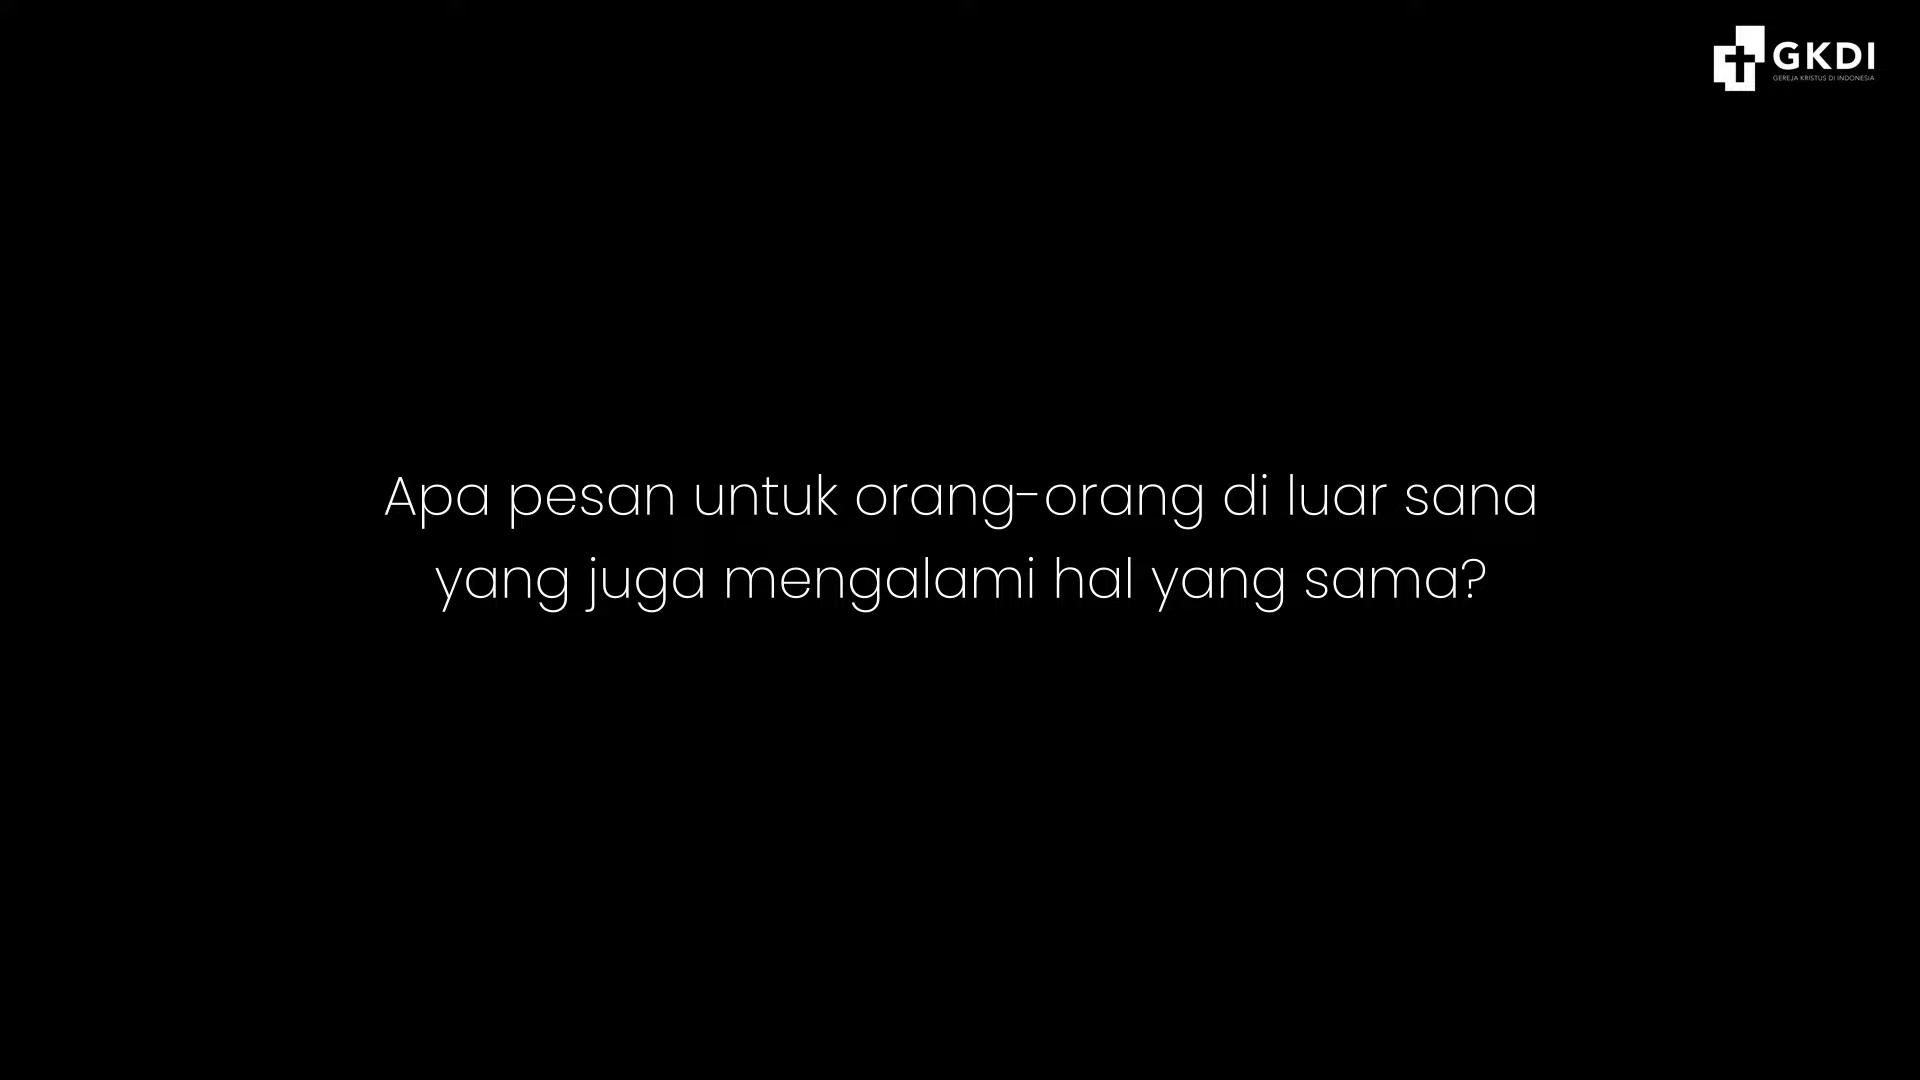 GKDI
GEREJA KRISTUS DI INDONESIA
Apa pesan untuk orang-orang di luar sana
yang juga mengalami hal yang sama?